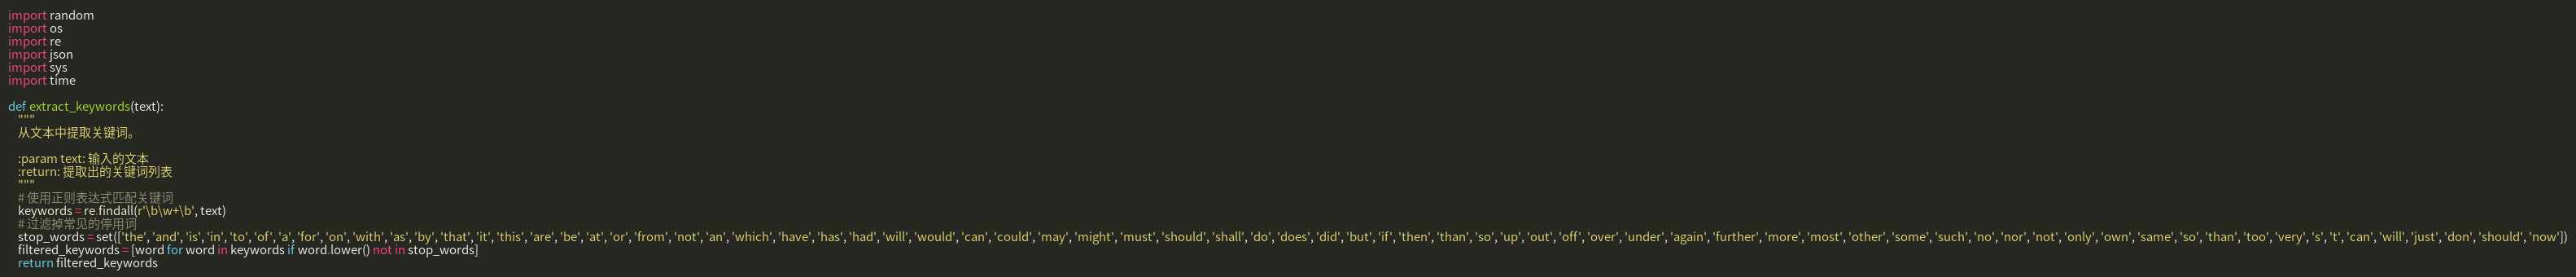 import random
import os
import re
import json
import sys
import time

def extract_keywords(text):
    """
    从文本中提取关键词。

    :param text: 输入的文本
    :return: 提取出的关键词列表
    """
    # 使用正则表达式匹配关键词
    keywords = re.findall(r'\b\w+\b', text)
    # 过滤掉常见的停用词
    stop_words = set(['the', 'and', 'is', 'in', 'to', 'of', 'a', 'for', 'on', 'with', 'as', 'by', 'that', 'it', 'this', 'are', 'be', 'at', 'or', 'from', 'not', 'an', 'which', 'have', 'has', 'had', 'will', 'would', 'can', 'could', 'may', 'might', 'must', 'should', 'shall', 'do', 'does', 'did', 'but', 'if', 'then', 'than', 'so', 'up', 'out', 'off', 'over', 'under', 'again', 'further', 'more', 'most', 'other', 'some', 'such', 'no', 'nor', 'not', 'only', 'own', 'same', 'so', 'than', 'too', 'very', 's', 't', 'can', 'will', 'just', 'don', 'should', 'now'])
    filtered_keywords = [word for word in keywords if word.lower() not in stop_words]
    return filtered_keywords